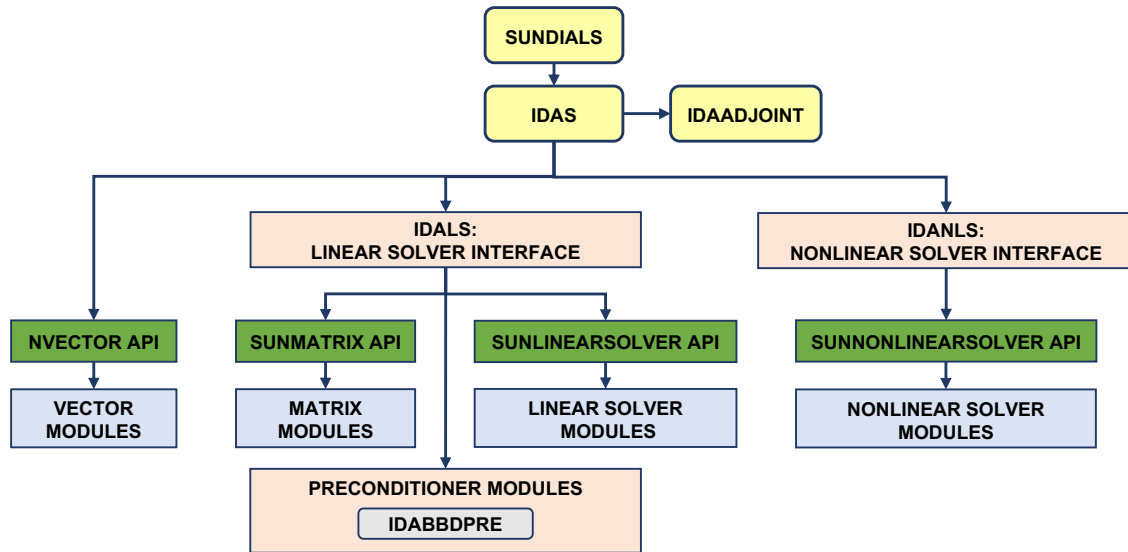 SUNDIALS
IDAS
IDAADJOINT
IDALS:
LINEAR SOLVER INTERFACE
IDANLS:
NONLINEAR SOLVER INTERFACE
NVECTOR API
SUNMATRIX API
SUNLINEARSOLVER API
SUNNONLINEARSOLVER API
VECTOR
MODULES
MATRIX
MODULES
LINEAR SOLVER
MODULES
NONLINEAR SOLVER
MODULES
PRECONDITIONER MODULES
IDABBDPRE